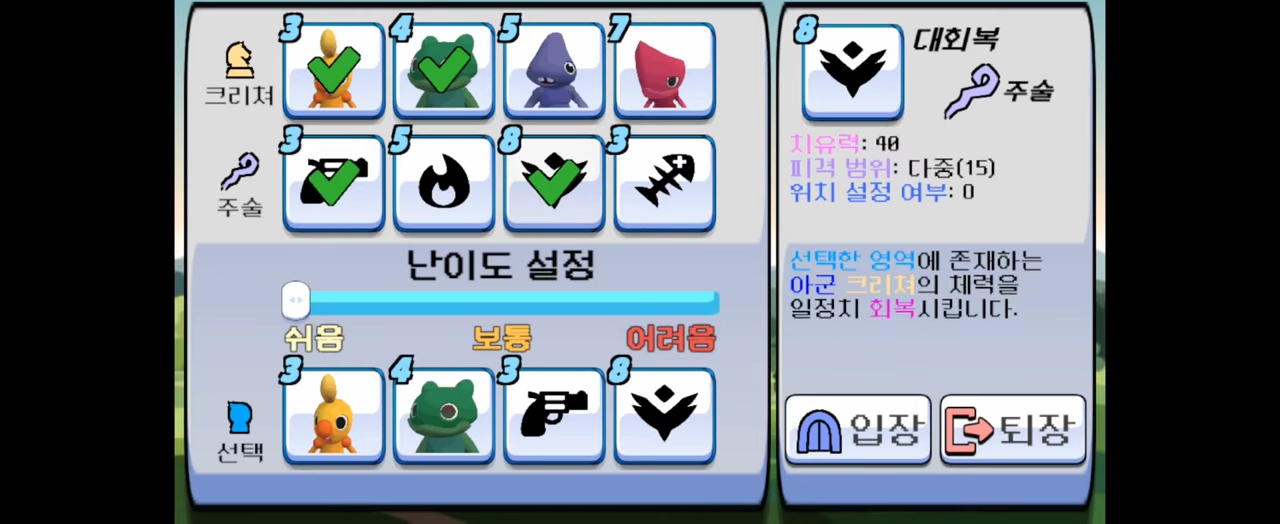 3 4 5 7
크리쳐
3 5 8 3
주술
난이도 설정
쉬움 보통 어려움
3 4 3 8
선택
8
대회복
주술
치유력: 40
피격 범위: 다중(15)
위치 설정 여부: 0
선택한 영역에 존재하는
아군 크리쳐의 체력을
일정치 회복시킵니다.
입장 퇴장